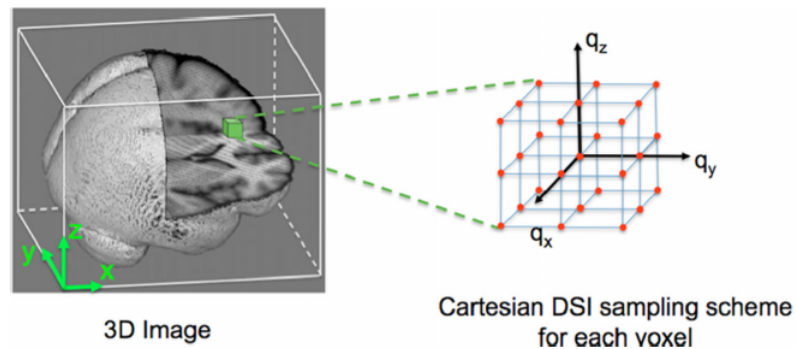 q_z
q_y
q_x
z
y
x
3D Image
Cartesian DSI sampling scheme
for each voxel